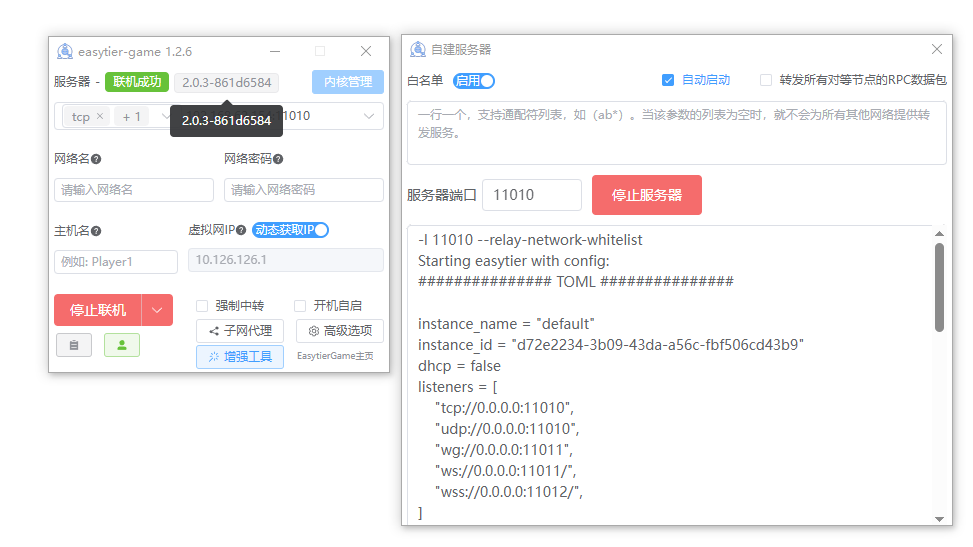 easytier-game 1.2.6
服务器 - 联机成功 2.0.3-861d6584 内核管理
tcp × + 1 11010
2.0.3-861d6584
网络名 网络密码
请输入网络名 请输入网络密码
主机名 虚拟网IP 动态获取IP
例如: Player1 10.126.126.1
停止联机 强制中转 开机自启
子网代理 高级选项
增强工具 EasytierGame主页
自建服务器
白名单 启用 自动启动 转发所有对等节点的RPC数据包
一行一个，支持通配符列表，如（ab*）。当该参数的列表为空时，就不会为所有其他网络提供转
发服务。
服务器端口 11010 停止服务器
-l 11010 --relay-network-whitelist
Starting easytier with config:
############### TOML ###############
instance_name = "default"
instance_id = "d72e2234-3b09-43da-a56c-fbf506cd43b9"
dhcp = false
listeners = [
"tcp://0.0.0.0:11010",
"udp://0.0.0.0:11010",
"wg://0.0.0.0:11011",
"ws://0.0.0.0:11011/",
"wss://0.0.0.0:11012/",
]